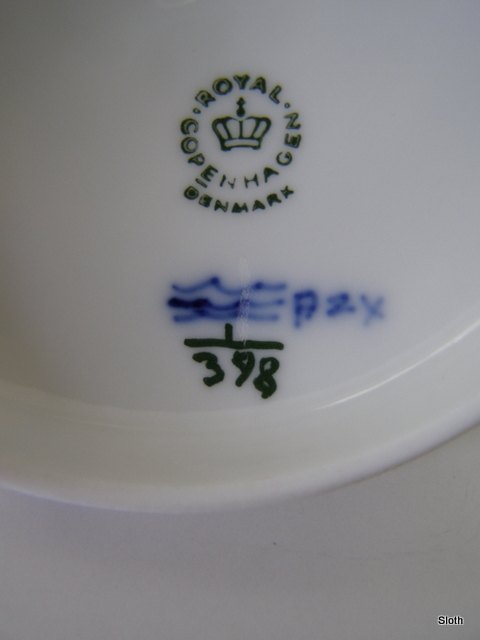 ROYAL COPENHAGEN
DENMARK
1
398
Sloth